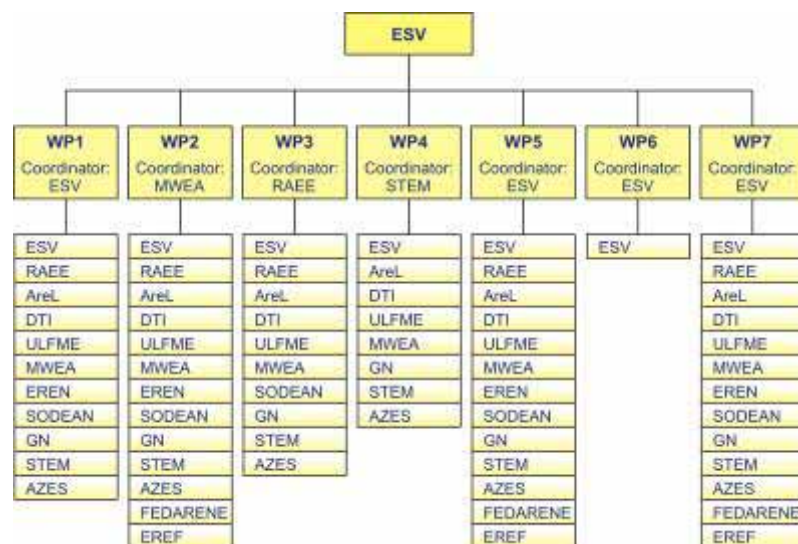 ESV
WP1
Coordinator:
ESV
WP2
Coordinator:
MWEA
WP3
Coordinator:
RAEE
WP4
Coordinator:
STEM
WP5
Coordinator:
ESV
WP6
Coordinator:
ESV
WP7
Coordinator:
ESV
ESV
RAEE
AreL
DTI
ULFME
MWEA
EREN
SODEAN
GN
STEM
AZES
ESV
RAEE
AreL
DTI
ULFME
MWEA
EREN
SODEAN
GN
STEM
AZES
FEDARENE
EREF
ESV
RAEE
AreL
DTI
ULFME
MWEA
SODEAN
GN
STEM
AZES
ESV
AreL
DTI
ULFME
MWEA
GN
STEM
AZES
ESV
RAEE
AreL
DTI
ULFME
MWEA
EREN
SODEAN
GN
STEM
AZES
FEDARENE
EREF
ESV
ESV
RAEE
AreL
DTI
ULFME
MWEA
EREN
SODEAN
GN
STEM
AZES
FEDARENE
EREF